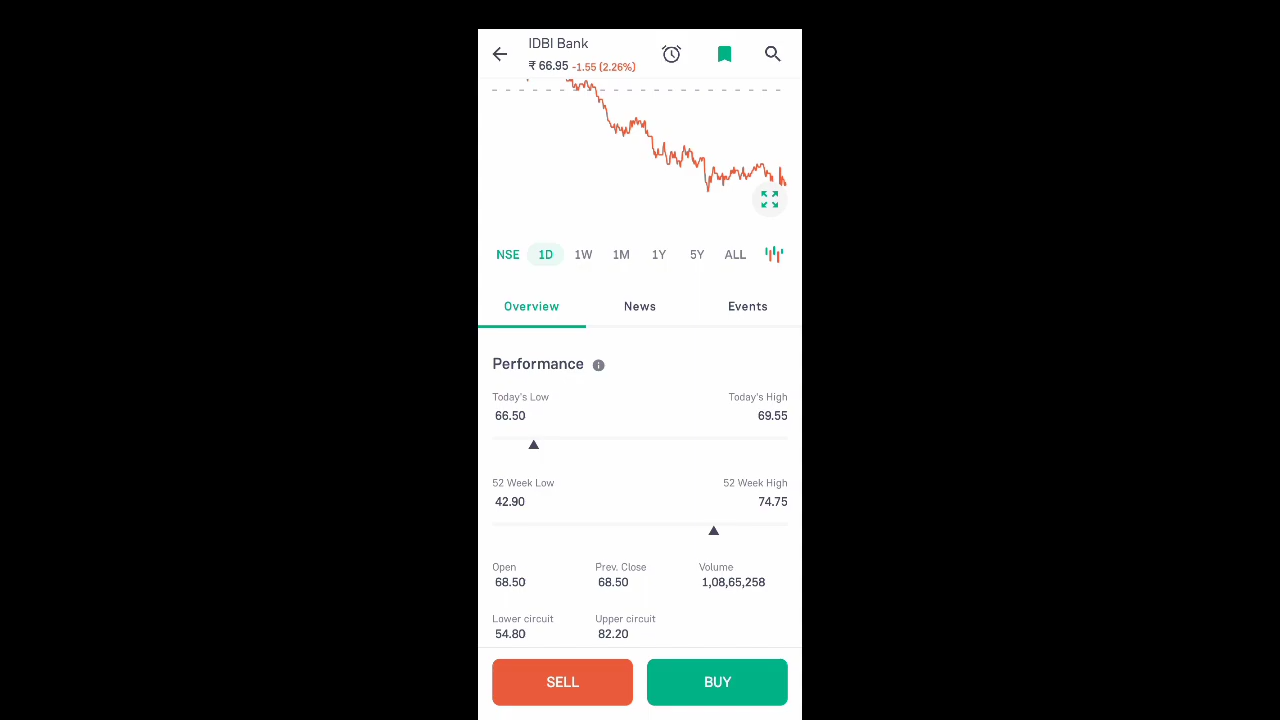 IDBI Bank
₹ 66.95 -1.55 (2.26%)
NSE 1D 1W 1M 1Y 5Y ALL
Overview News Events
Performance
Today's Low Today's High
66.50 69.55
52 Week Low 52 Week High
42.90 74.75
Open Prev. Close Volume
68.50 68.50 1,08,65,258
Lower circuit Upper circuit
54.80 82.20
SELL BUY